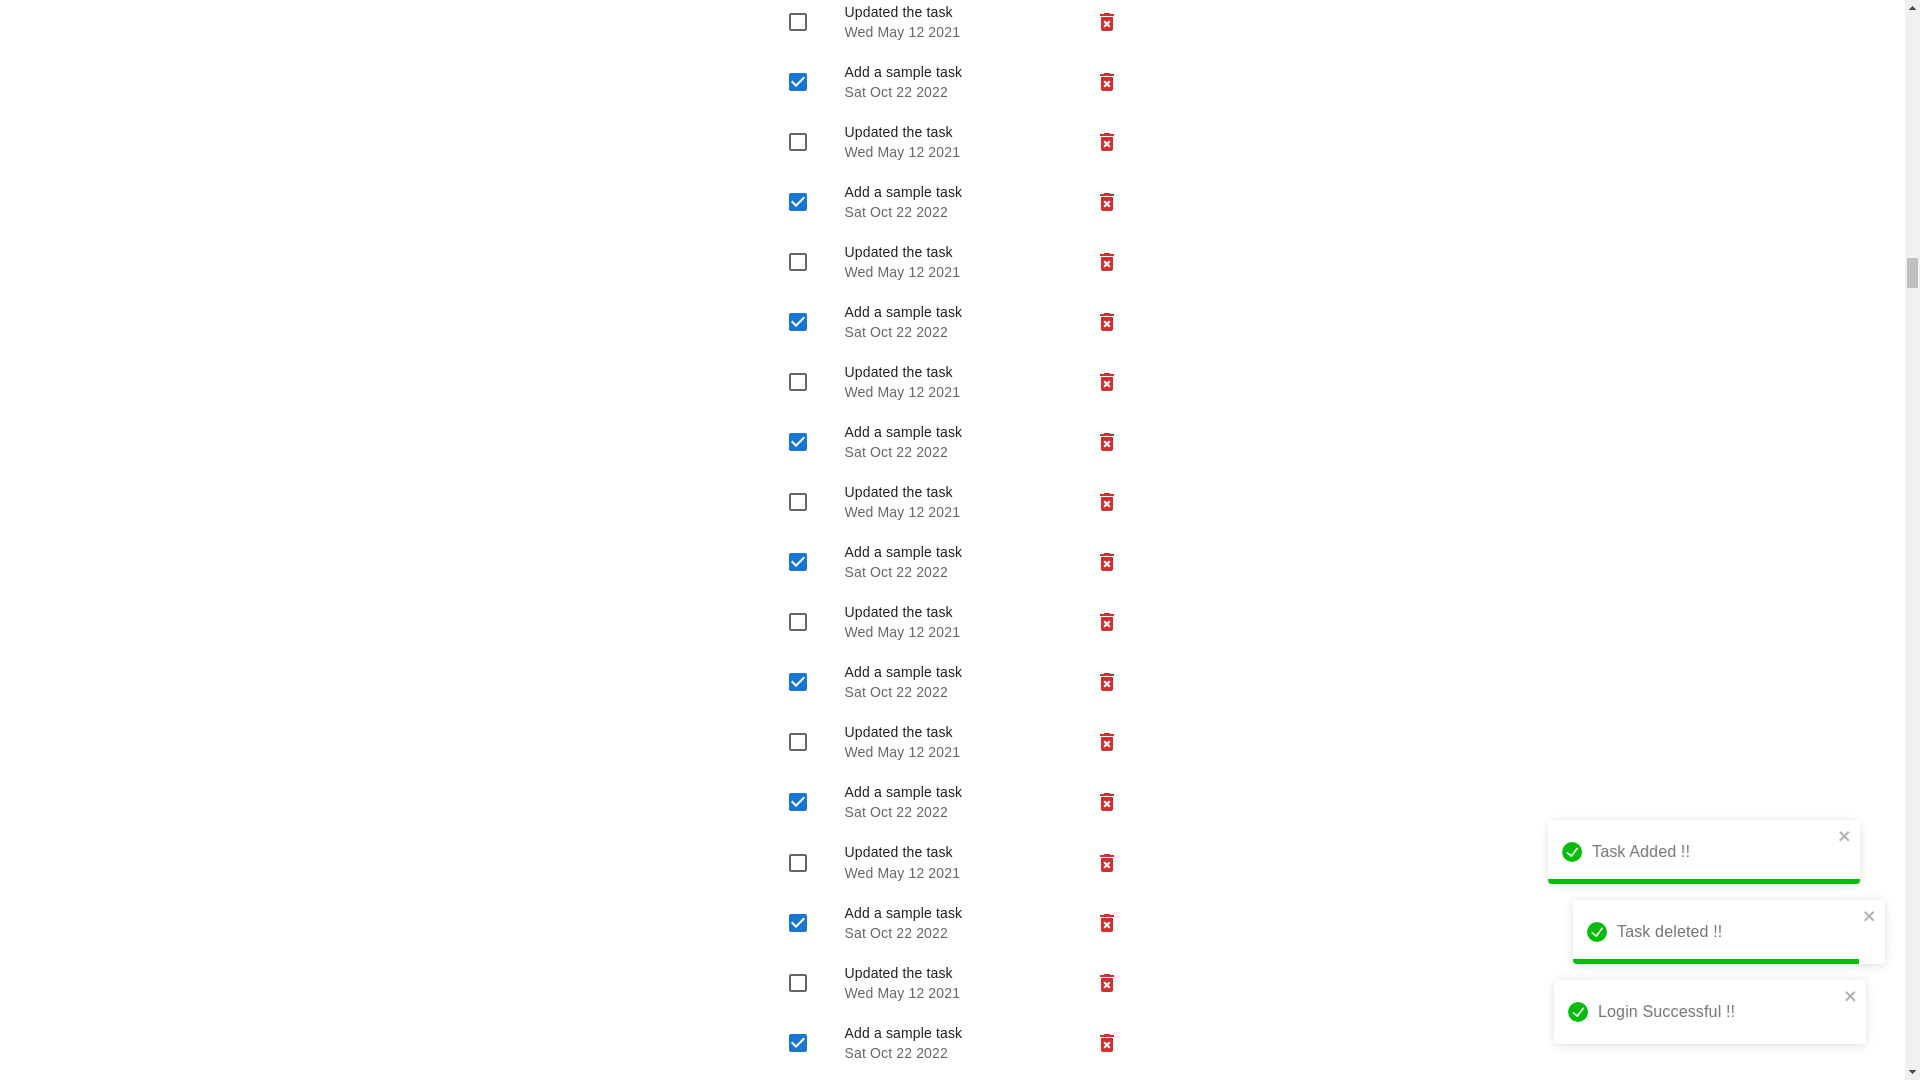 Updated the task
Wed May 12 2021
Add a sample task
Sat Oct 22 2022
Updated the task
Wed May 12 2021
Add a sample task
Sat Oct 22 2022
Updated the task
Wed May 12 2021
Add a sample task
Sat Oct 22 2022
Updated the task
Wed May 12 2021
Add a sample task
Sat Oct 22 2022
Updated the task
Wed May 12 2021
Add a sample task
Sat Oct 22 2022
Updated the task
Wed May 12 2021
Add a sample task
Sat Oct 22 2022
Updated the task
Wed May 12 2021
Add a sample task
Sat Oct 22 2022
Updated the task
Wed May 12 2021
Add a sample task
Sat Oct 22 2022
Updated the task
Wed May 12 2021
Add a sample task
Sat Oct 22 2022
Task Added !!
Task deleted !!
Login Successful !!